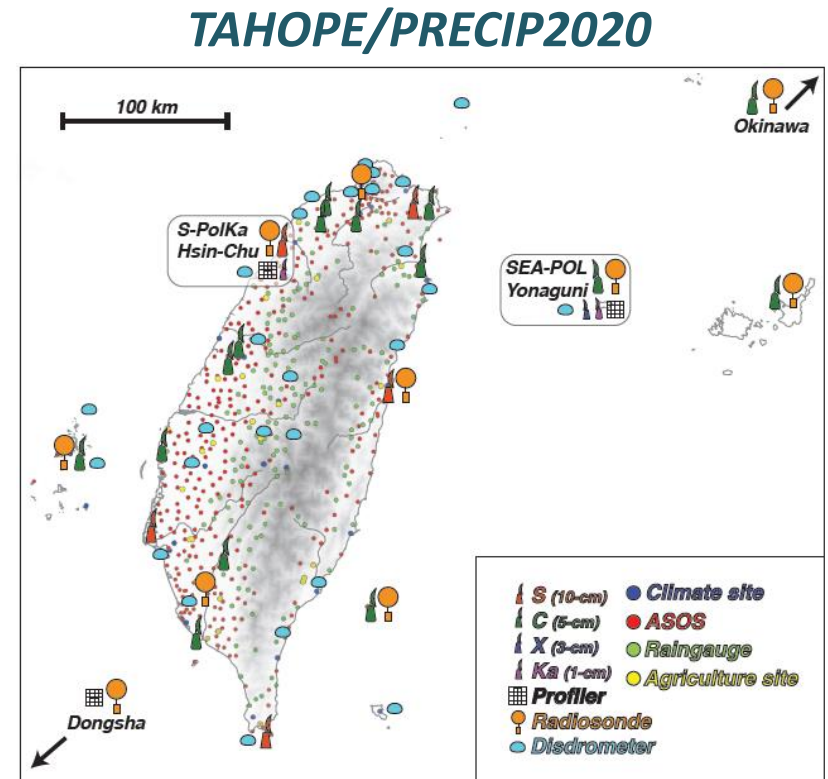 TAHOPE/PRECIP2020
100 km
Okinawa
S-PolKa
Hsin-Chu
SEA-POL
Yonaguni
Dongsha
S (10-cm)
C (5-cm)
X (3-cm)
Ka (1-cm)
Profiler
Radiosonde
Disdrometer
Climate site
ASOS
Raingauge
Agriculture site